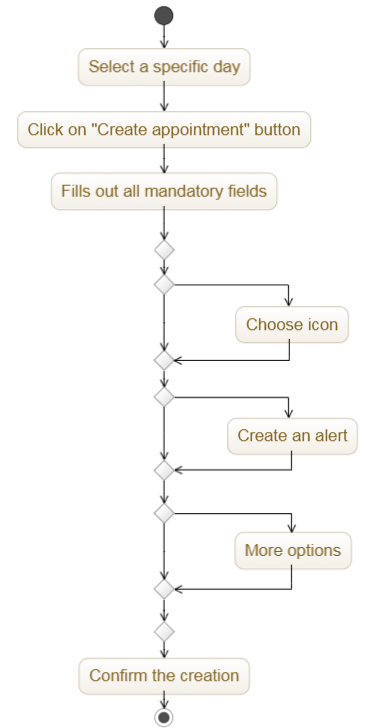 Select a specific day
Click on "Create appointment" button
Fills out all mandatory fields
Choose icon
Create an alert
More options
Confirm the creation